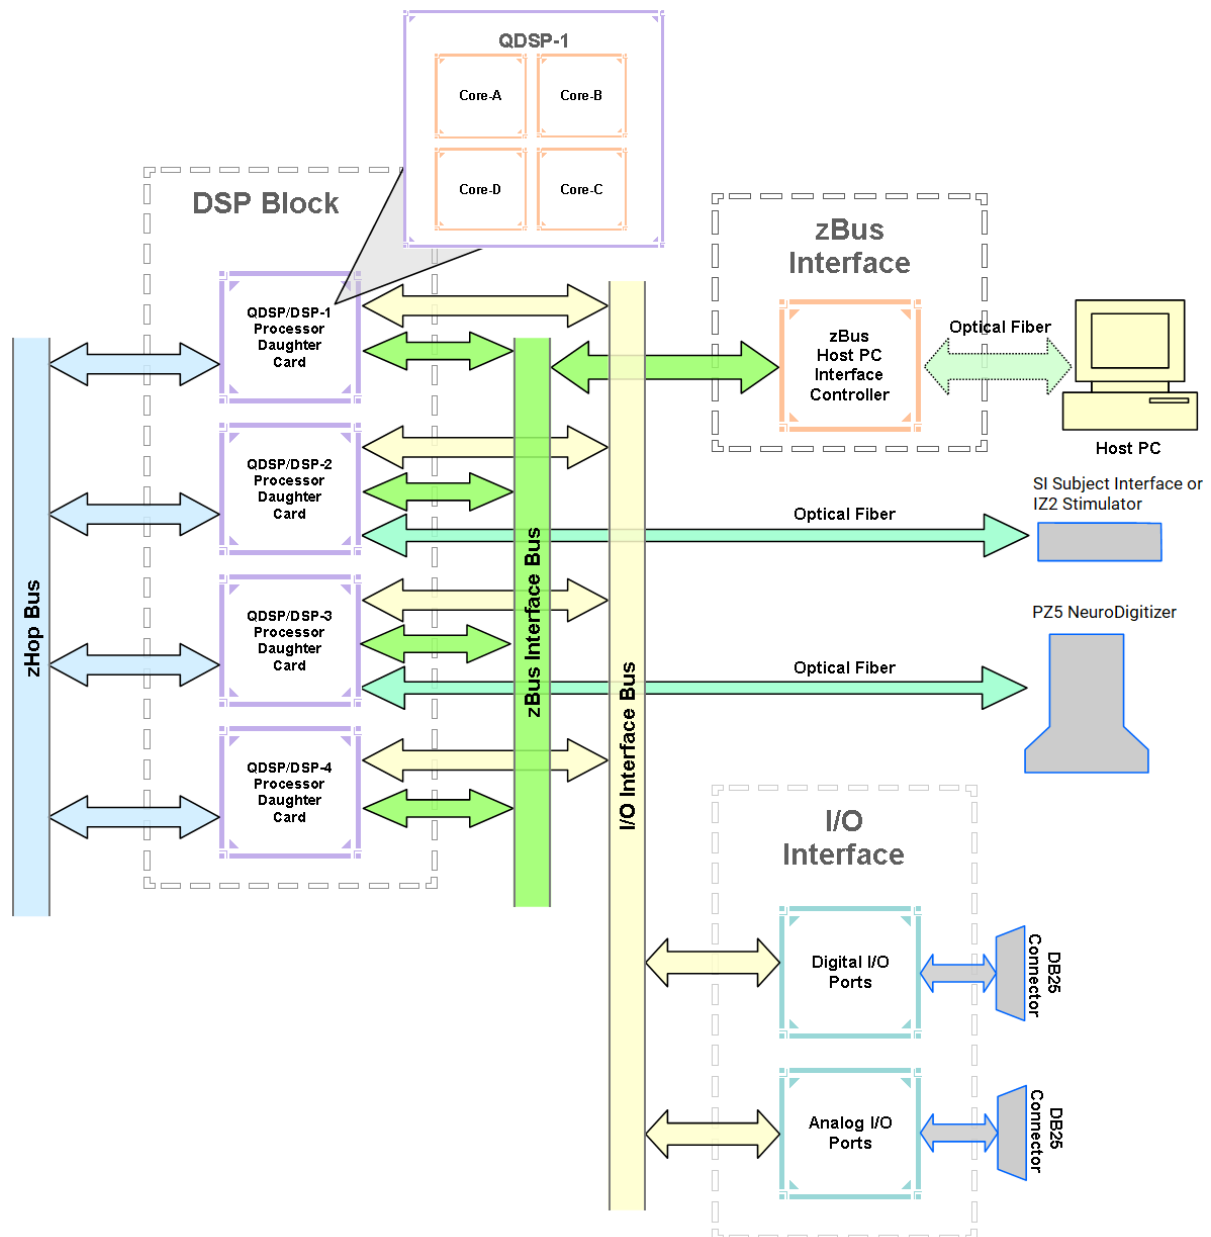 QDSP-1
Core-A
Core-B
Core-D
Core-C
DSP Block
QDSP/DSP-1
Processor
Daughter
Card
QDSP/DSP-2
Processor
Daughter
Card
QDSP/DSP-3
Processor
Daughter
Card
QDSP/DSP-4
Processor
Daughter
Card
zHop Bus
zBus Interface Bus
I/O Interface Bus
zBus
Interface
zBus
Host PC
Interface
Controller
Optical Fiber
Host PC
SI Subject Interface or
IZ2 Stimulator
Optical Fiber
PZ5 NeuroDigitizer
Optical Fiber
I/O
Interface
Digital I/O
Ports
DB25
Connector
Analog I/O
Ports
DB25
Connector